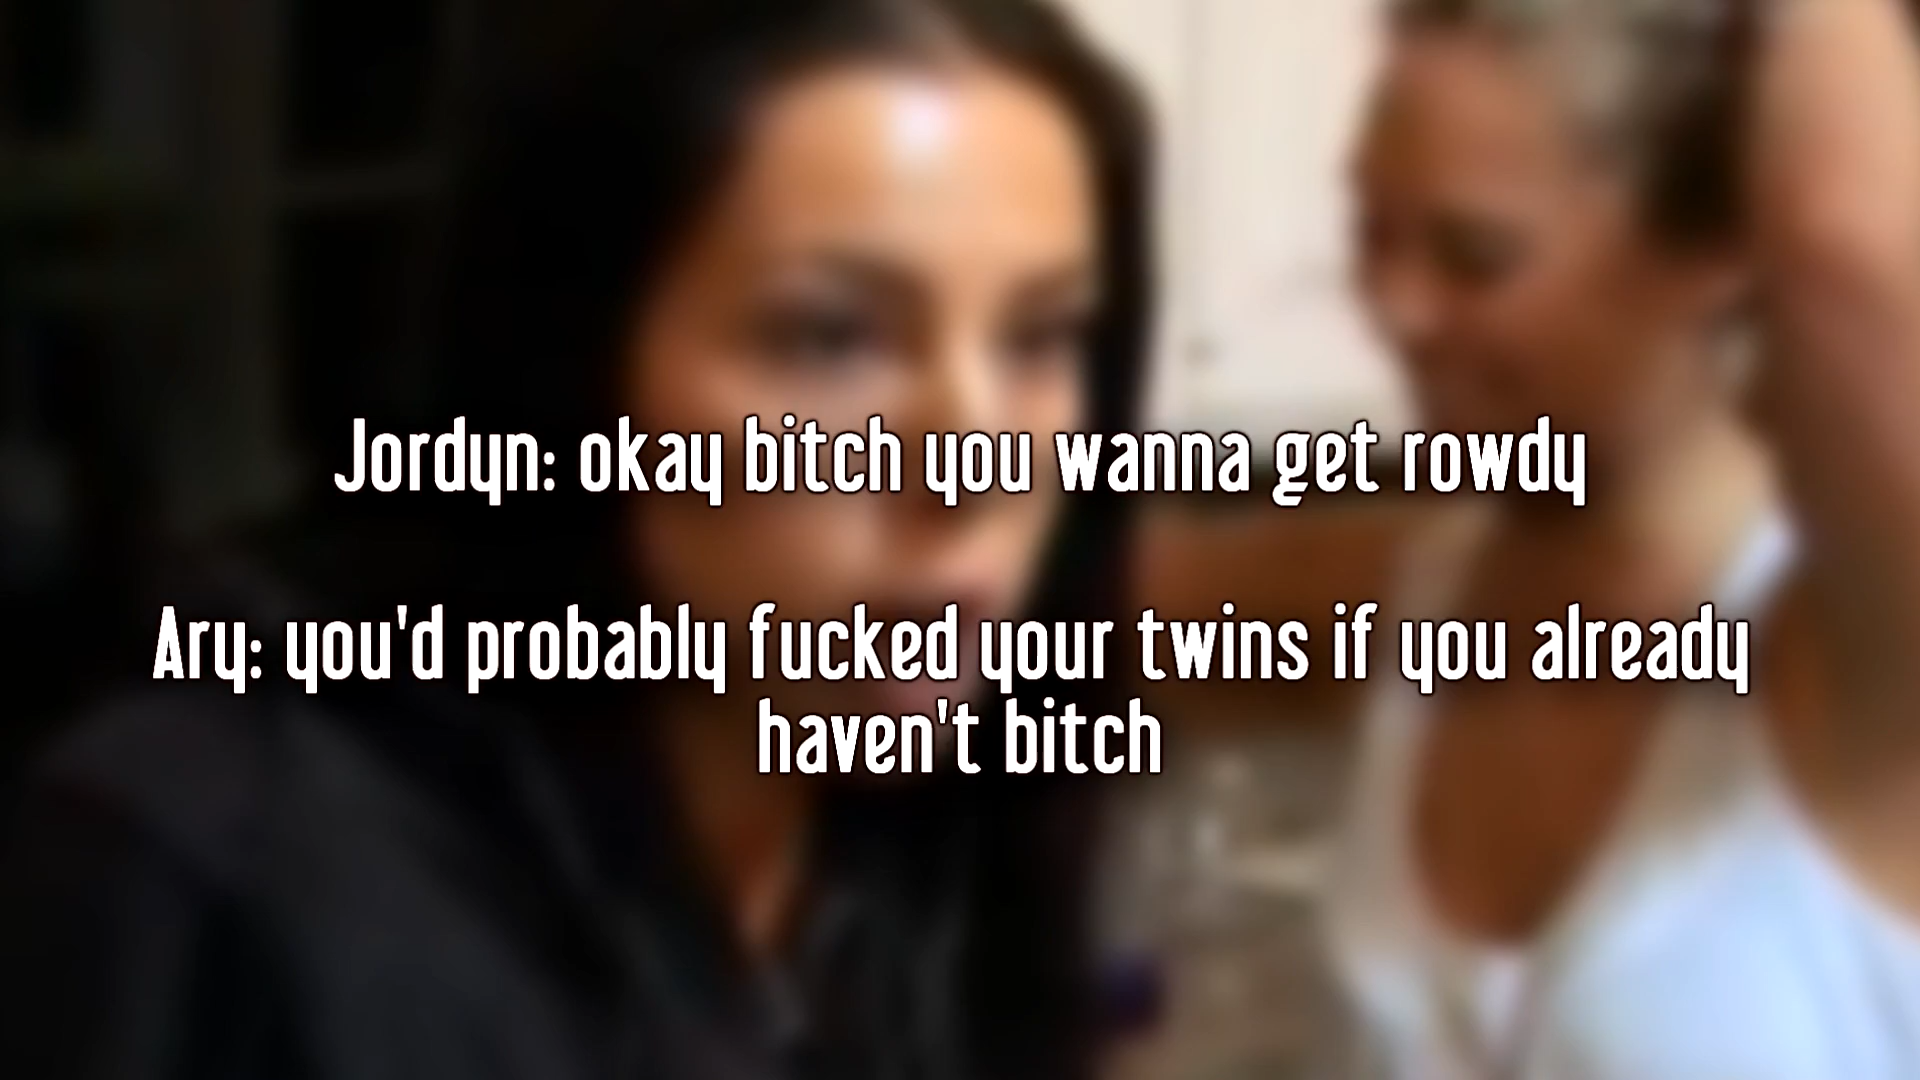 Jordyn: okay bitch you wanna get rowdy
Ary: you'd probably fucked your twins if you already
haven't bitch